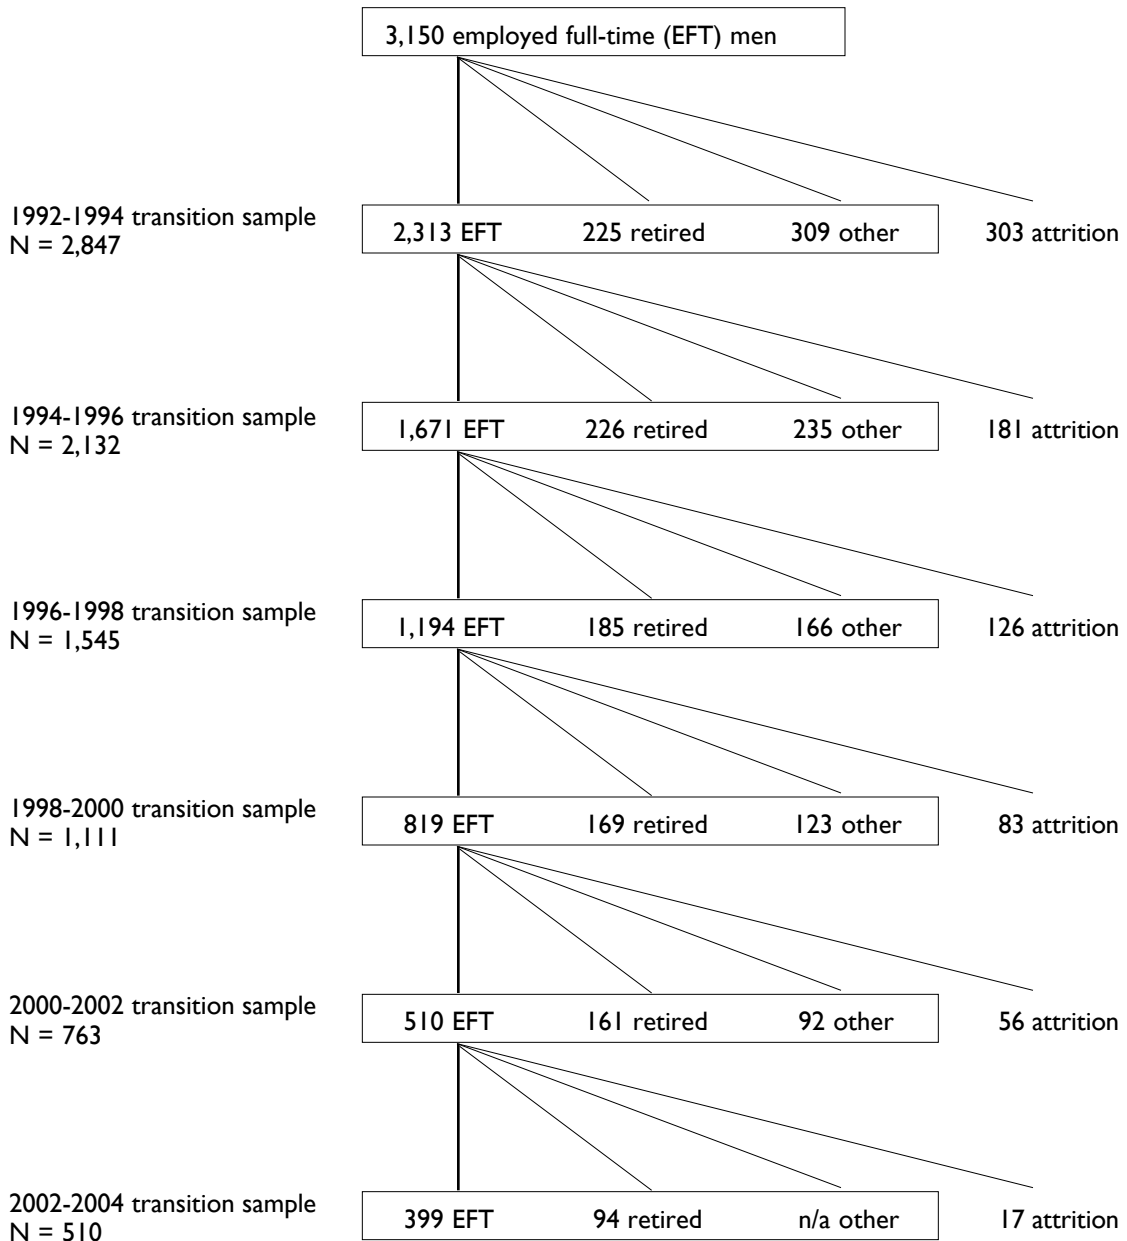 3,150 employed full-time (EFT) men
1992-1994 transition sample
N = 2,847
2,313 EFT 225 retired 309 other 303 attrition
1994-1996 transition sample
N = 2,132
1,671 EFT 226 retired 235 other 181 attrition
1996-1998 transition sample
N = 1,545
1,194 EFT 185 retired 166 other 126 attrition
1998-2000 transition sample
N = 1,111
819 EFT 169 retired 123 other 83 attrition
2000-2002 transition sample
N = 763
510 EFT 161 retired 92 other 56 attrition
2002-2004 transition sample
N = 510
399 EFT 94 retired n/a other 17 attrition